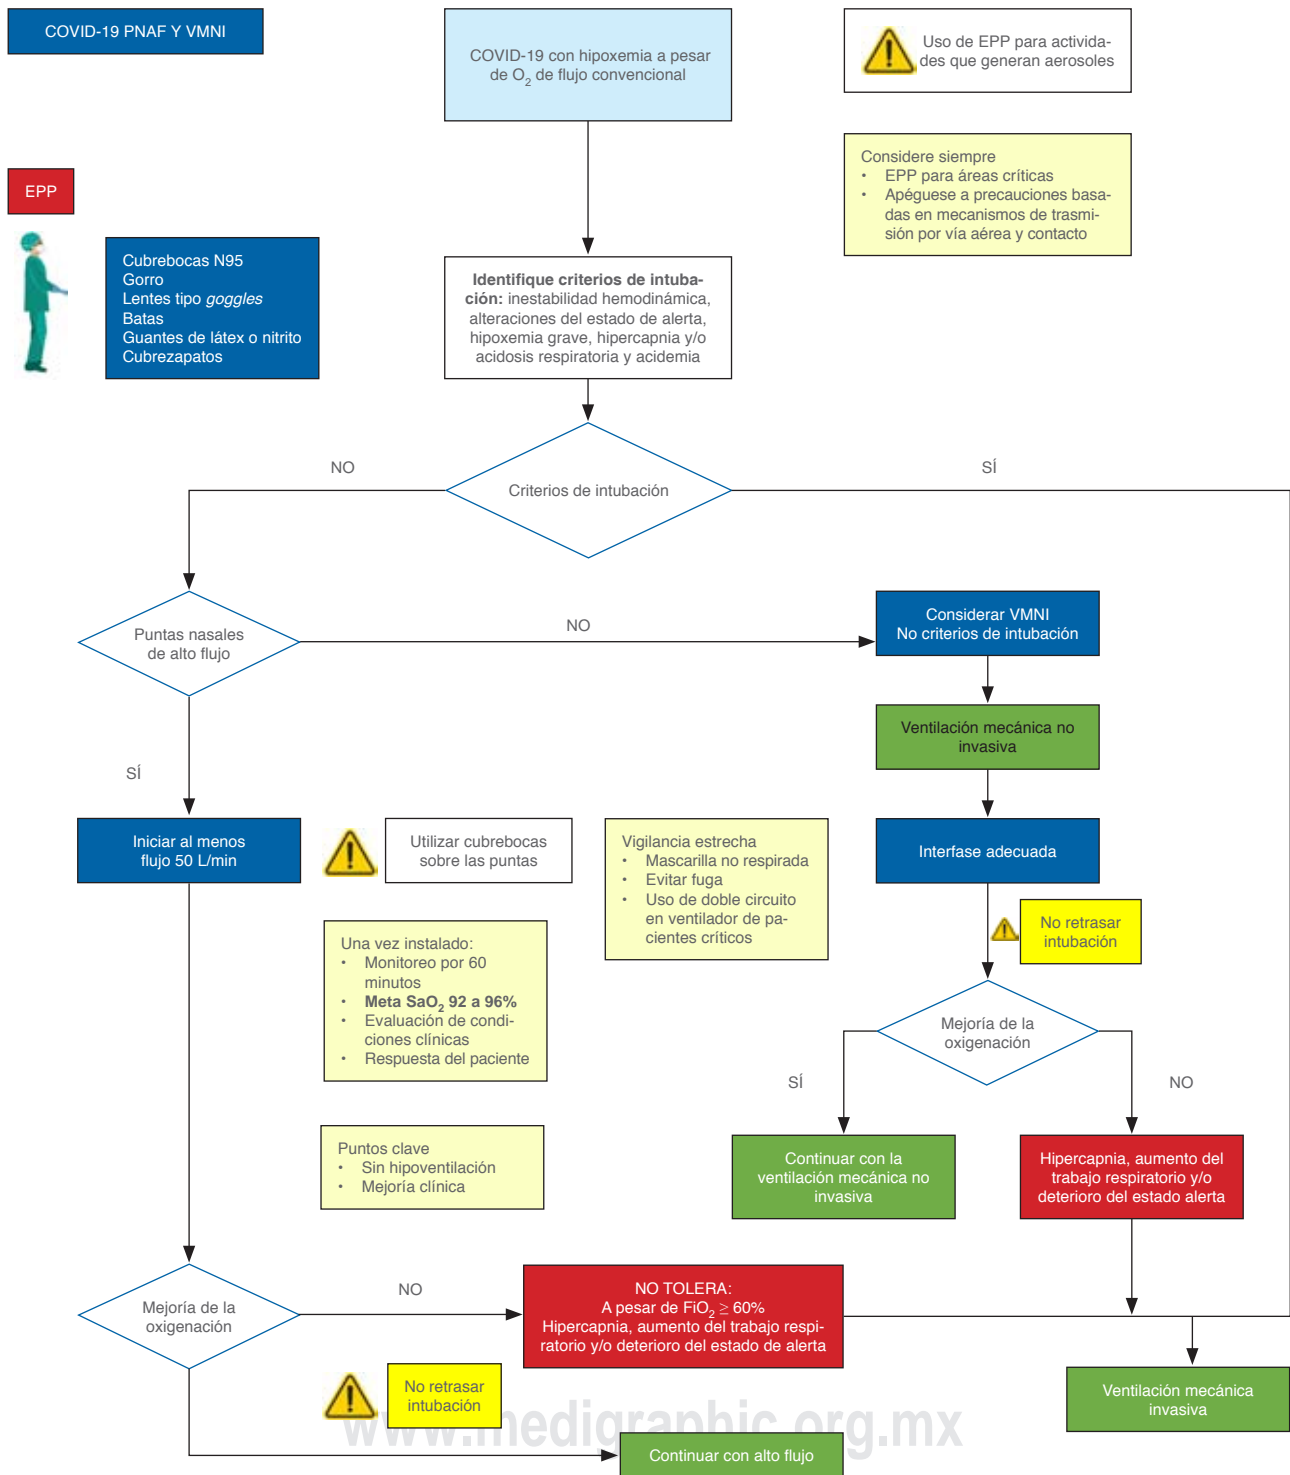 COVID-19 PNAF Y VMNI
COVID-19 con hipoxemia a pesar
de O2 de flujo convencional
Uso de EPP para activida-
des que generan aerosoles
Considere siempre
• EPP para áreas críticas
• Apéguese a precauciones basa-
das en mecanismos de trasmi-
sión por vía aérea y contacto
EPP
Cubrebocas N95
Gorro
Lentes tipo goggles
Batas
Guantes de látex o nitrito
Cubrezapatos
Identifique criterios de intuba-
ción: inestabilidad hemodinámica,
alteraciones del estado de alerta,
hipoxemia grave, hipercapnia y/o
acidosis respiratoria y acidemia
NO
SÍ
Criterios de intubación
Puntas nasales
de alto flujo
NO
Considerar VMNI
No criterios de intubación
Ventilación mecánica no
invasiva
SÍ
Iniciar al menos
flujo 50 L/min
Utilizar cubrebocas
sobre las puntas
Vigilancia estrecha
• Mascarilla no respirada
• Evitar fuga
• Uso de doble circuito
en ventilador de pa-
cientes críticos
Interfase adecuada
No retrasar
intubación
Una vez instalado:
• Monitoreo por 60
minutos
• Meta SaO2 92 a 96%
• Evaluación de condi-
ciones clínicas
• Respuesta del paciente
Mejoría de la
oxigenación
SÍ
NO
Puntos clave
• Sin hipoventilación
• Mejoría clínica
Continuar con la
ventilación mecánica no
invasiva
Hipercapnia, aumento del
trabajo respiratorio y/o
deterioro del estado alerta
Mejoría de la
oxigenación
NO
NO TOLERA:
A pesar de FiO2 ≥ 60%
Hipercapnia, aumento del trabajo respi-
ratorio y/o deterioro del estado de alerta
No retrasar
intubación
Ventilación mecánica
invasiva
www.medigraphic.org.mx
Continuar con alto flujo